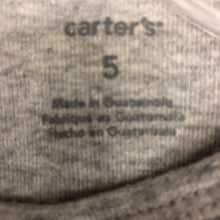 carter's
5
Made in Guatemala
Fabriqué au Guatemala
Hecho en Guatemala